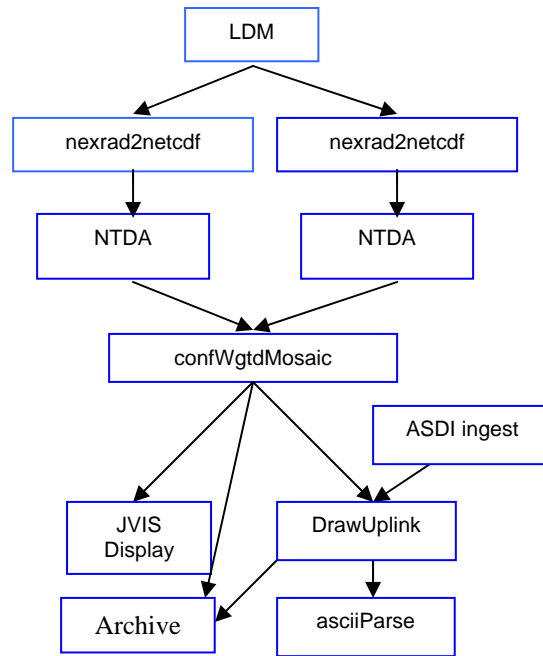 LDM
nexrad2netcdf
nexrad2netcdf
NTDA
NTDA
confWgtdMosaic
ASDI ingest
JVIS
Display
DrawUplink
Archive
asciiParse